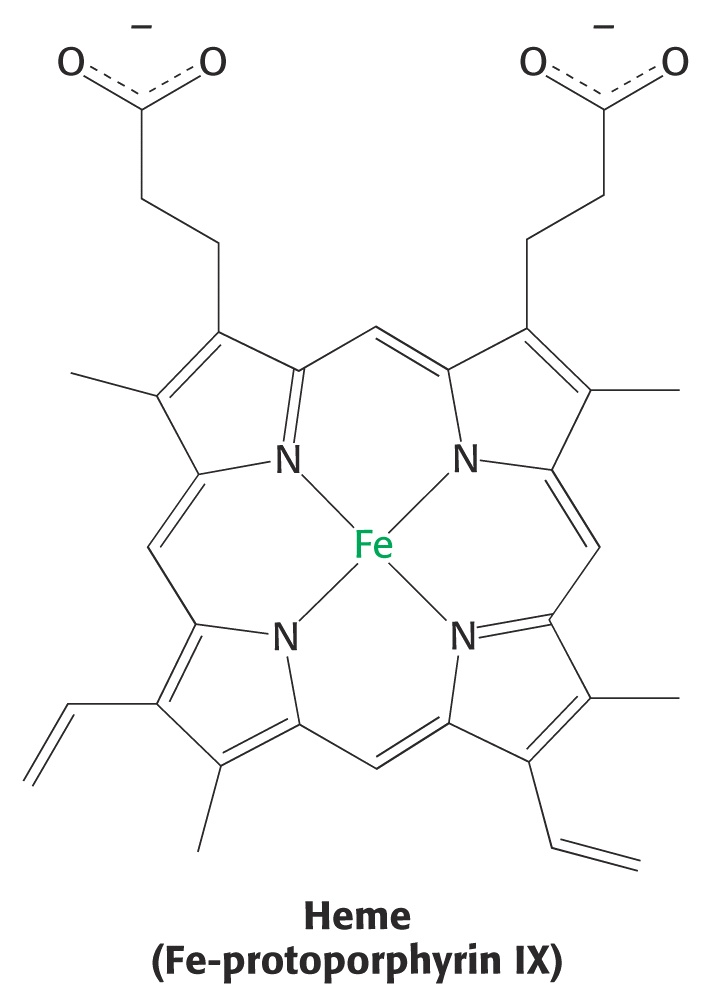 − −
O O O O
N N
Fe
N N
Heme
(Fe-protoporphyrin IX)